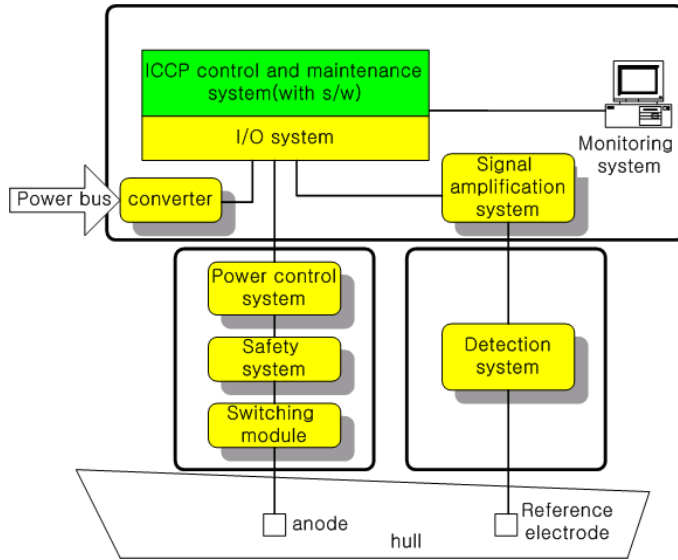 ICCP control and maintenance
system(with s/w)
I/O system
Monitoring
system
Power bus
converter
Signal
amplification
system
Power control
system
Safety
system
Switching
module
Detection
system
anode
Reference
electrode
hull